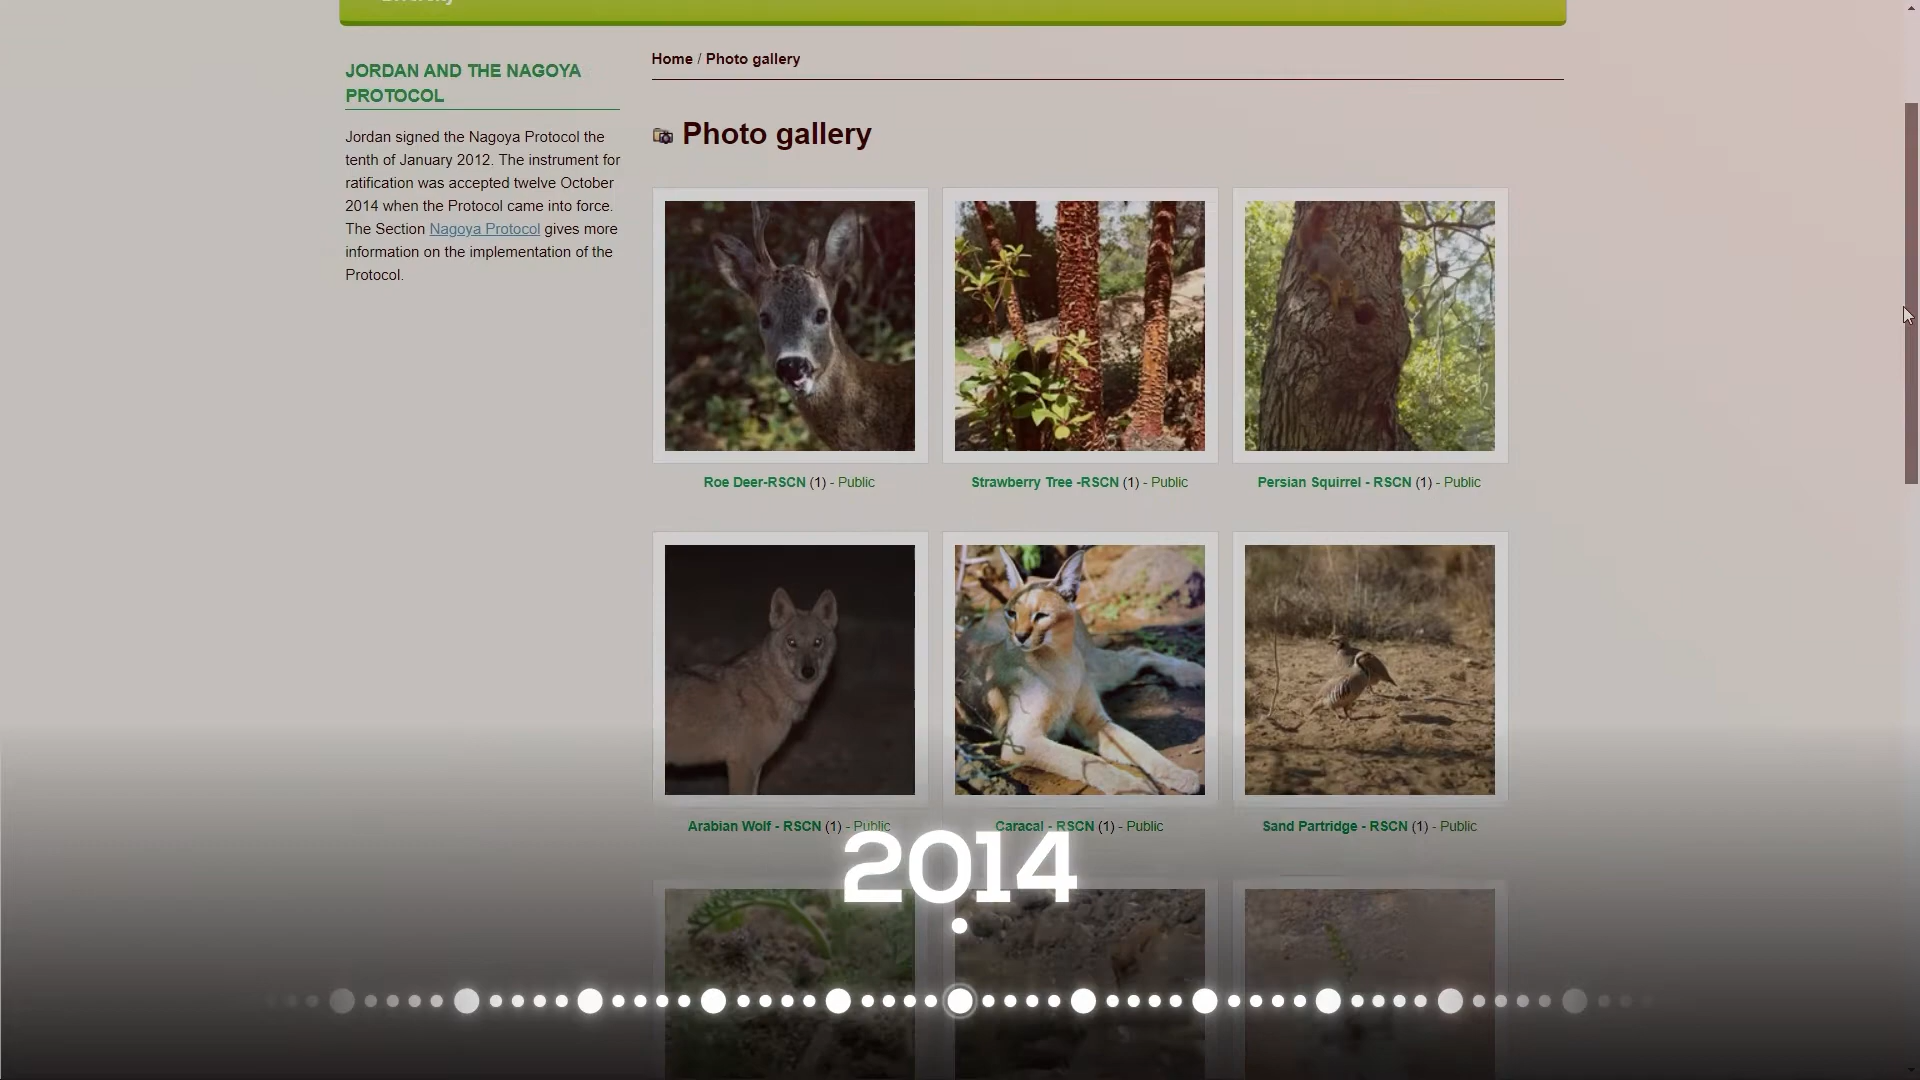 JORDAN AND THE NAGOYA
PROTOCOL
Jordan signed the Nagoya Protocol the
tenth of January 2012. The instrument for
ratification was accepted twelve October
2014 when the Protocol came into force.
The Section Nagoya Protocol gives more
information on the implementation of the
Protocol.
Home / Photo gallery
Photo gallery
Roe Deer-RSCN (1) - Public
Strawberry Tree -RSCN (1) - Public
Persian Squirrel - RSCN (1) - Public
Arabian Wolf - RSCN (1) - Public
Caracal - RSCN (1) - Public
Sand Partridge - RSCN (1) - Public
2014